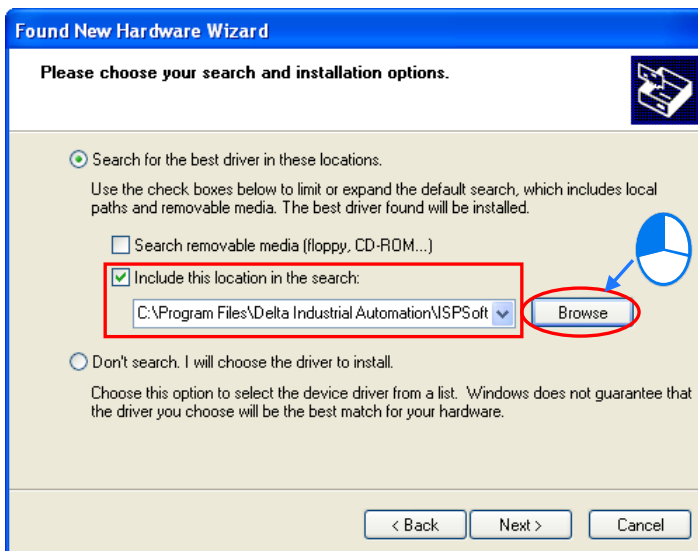 Found New Hardware Wizard
Please choose your search and installation options.
Search for the best driver in these locations.
Use the check boxes below to limit or expand the default search, which includes local
paths and removable media. The best driver found will be installed.
Search removable media (floppy, CD-ROM...)
Include this location in the search:
C:\Program Files\Delta Industrial Automation\ISPSoft
Browse
Don't search. I will choose the driver to install.
Choose this option to select the device driver from a list.  Windows does not guarantee that
the driver you choose will be the best match for your hardware.
< Back
Next >
Cancel